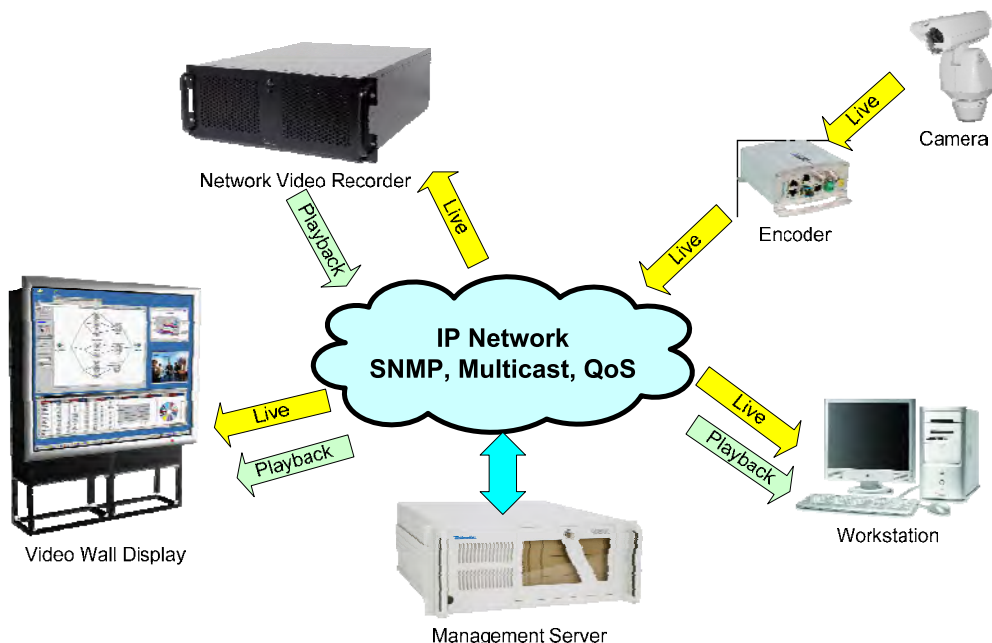 Live
Camera
Network Video Recorder
Live
Playback
Live
Encoder
IP Network
SNMP, Multicast, QoS
Live
Playback
Live
Playback
Video Wall Display
Workstation
Management Server